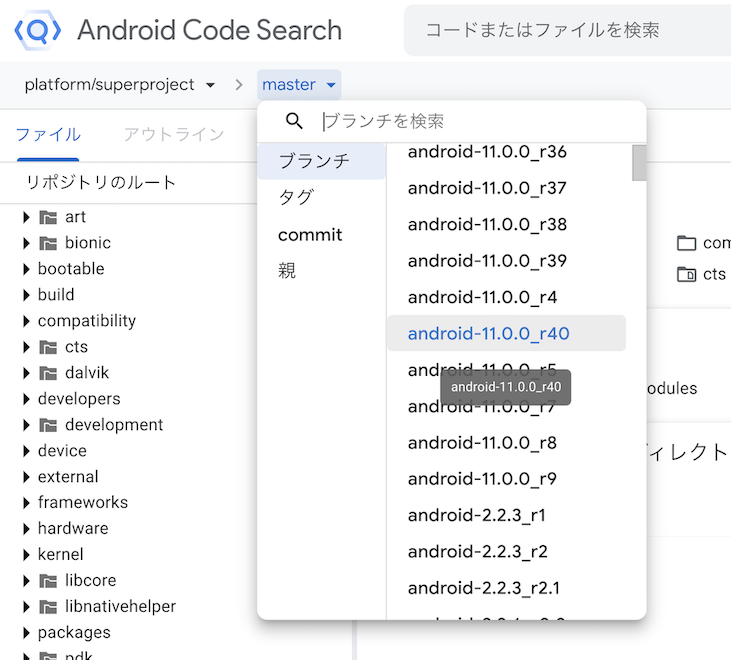 Android Code Search
コードまたはファイルを検索
platform/superproject
master
ブランチを検索
ファイル
アウトライン
リポジトリのルート
art
bionic
bootable
build
compatibility
cts
dalvik
developers
development
device
external
frameworks
hardware
kernel
libcore
libnativehelper
packages
ndk
ブランチ
タグ
commit
親
android-11.0.0_r36
android-11.0.0_r37
android-11.0.0_r38
android-11.0.0_r39
android-11.0.0_r4
android-11.0.0_r40
android-11.0.0_r5
android-11.0.0_r40
android-11.0.0_r7
android-11.0.0_r8
android-11.0.0_r9
android-2.2.3_r1
android-2.2.3_r2
android-2.2.3_r2.1
com
cts
odules
ィレクト